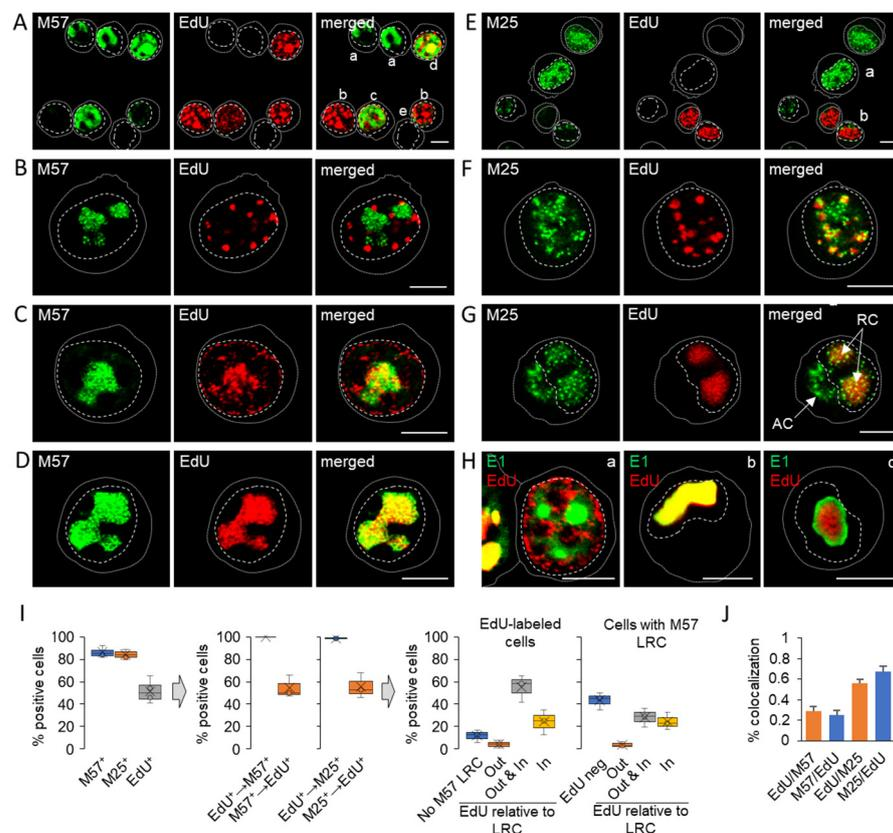 A M57 EdU merged
a a d
b c e b
E M25 EdU merged
a
b
B M57 EdU merged
F M25 EdU merged
C M57 EdU merged
G M25 EdU merged
RC
AC
D M57 EdU merged
H E1 EdU a
E1 EdU b
E1 EdU
I
% positive cells
100
80
60
40
20
0
M57+ M25+ EdU+
% positive cells
100
80
60
40
20
0
EdU+→M57+
M57+→EdU+
EdU+→M25+
M25+→EdU+
EdU-labeled cells
Cells with M57 LRC
% positive cells
100
80
60
40
20
0
No M57 LRC
Out
Out & In
In
EdU relative to LRC
EdU neg
Out
Out & In
In
EdU relative to LRC
J
% colocalization
1
0.8
0.6
0.4
0.2
0
EdU/M57
M57/EdU
EdU/M25
M25/EdU